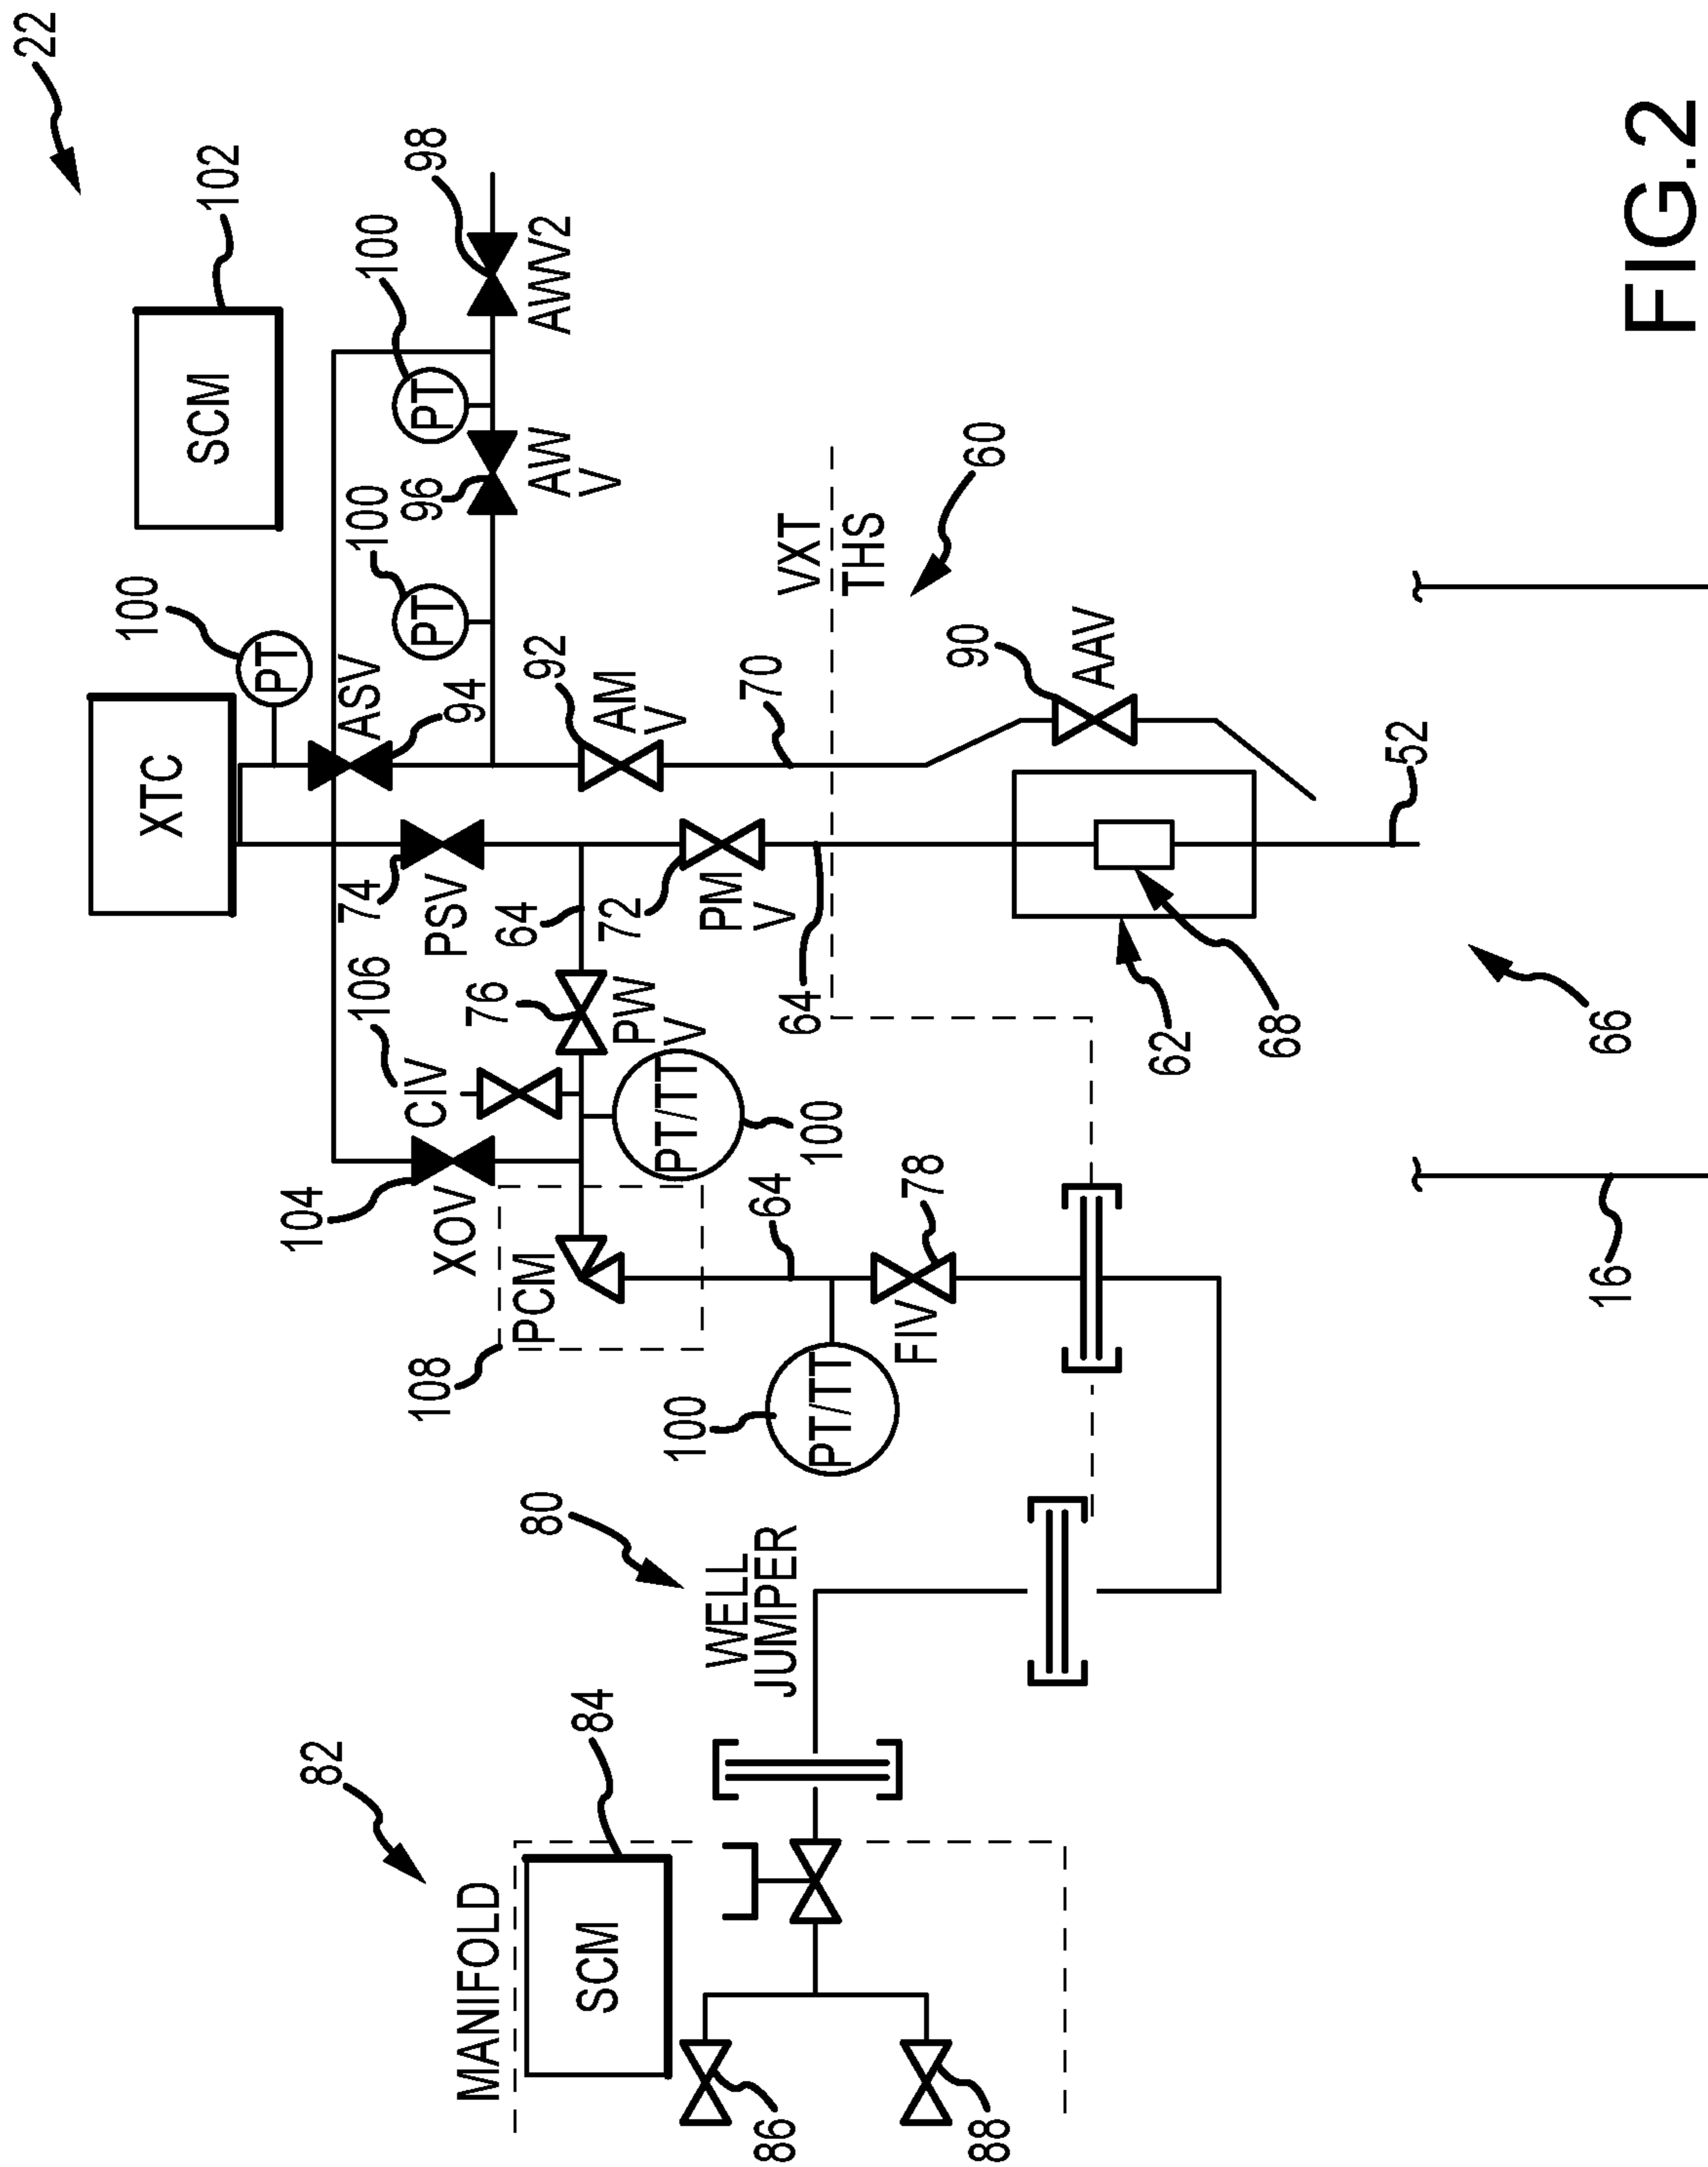 22
102
SCM
98
100
AWV2
XTC
100
PT
ASV
94
100
PT
PT
96
AW
V
92
AM
V
70
VXT
THS
60
90
AAV
52
74
PSV
64
72
PM
V
64
62
68
66
106
CIV
76
PW
V
PT/TT
100
104
XOV
108
PCM
64
78
FIV
100
PT/TT
16
80
WELL
JUMPER
82
84
MANIFOLD
SCM
86
88
FIG.2